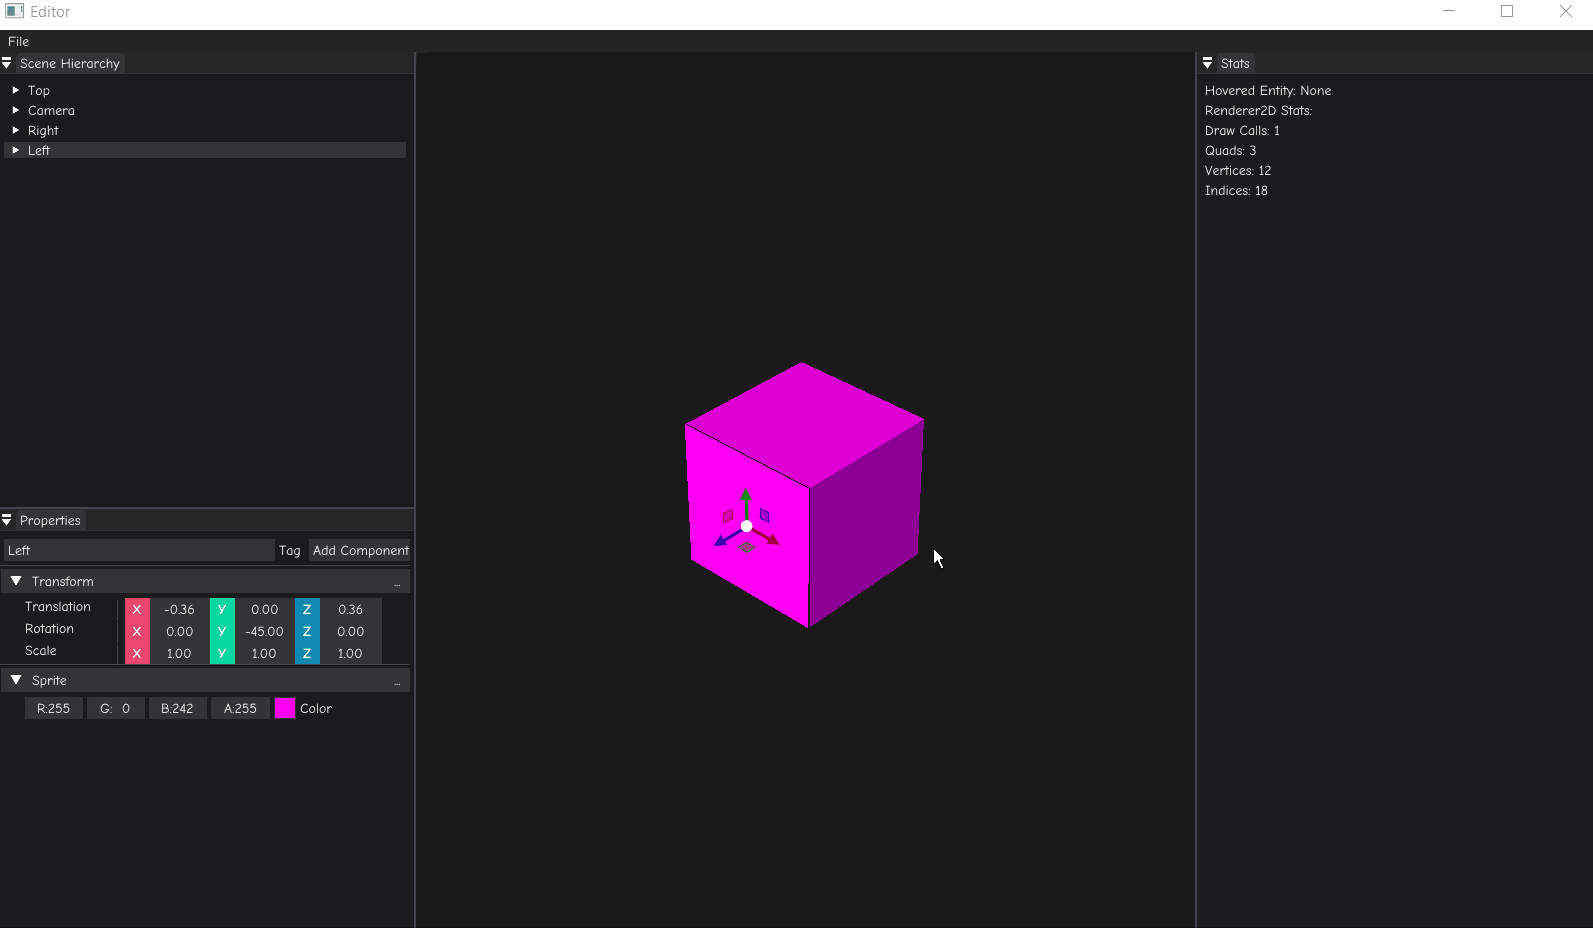 Editor
File
Scene Hierarchy
Top
Camera
Right
Left
Properties
Left Tag Add Component
Transform ...
Translation X -0.36 Y 0.00 Z 0.36
Rotation X 0.00 Y -45.00 Z 0.00
Scale X 1.00 Y 1.00 Z 1.00
Sprite ...
R:255 G: 0 B:242 A:255 Color
Stats
Hovered Entity: None
Renderer2D Stats:
Draw Calls: 1
Quads: 3
Vertices: 12
Indices: 18